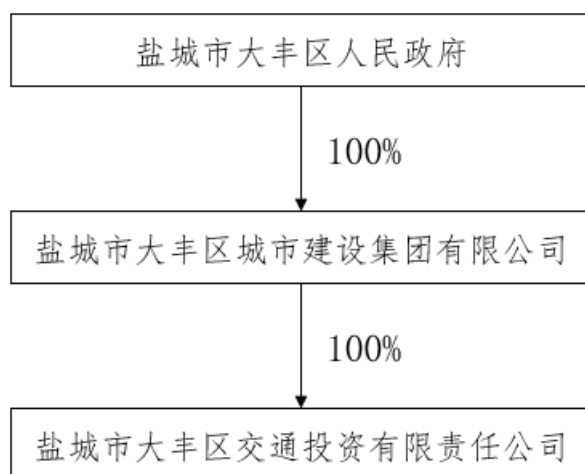 盐城市大丰区人民政府
100%
盐城市大丰区城市建设集团有限公司
100%
盐城市大丰区交通投资有限责任公司